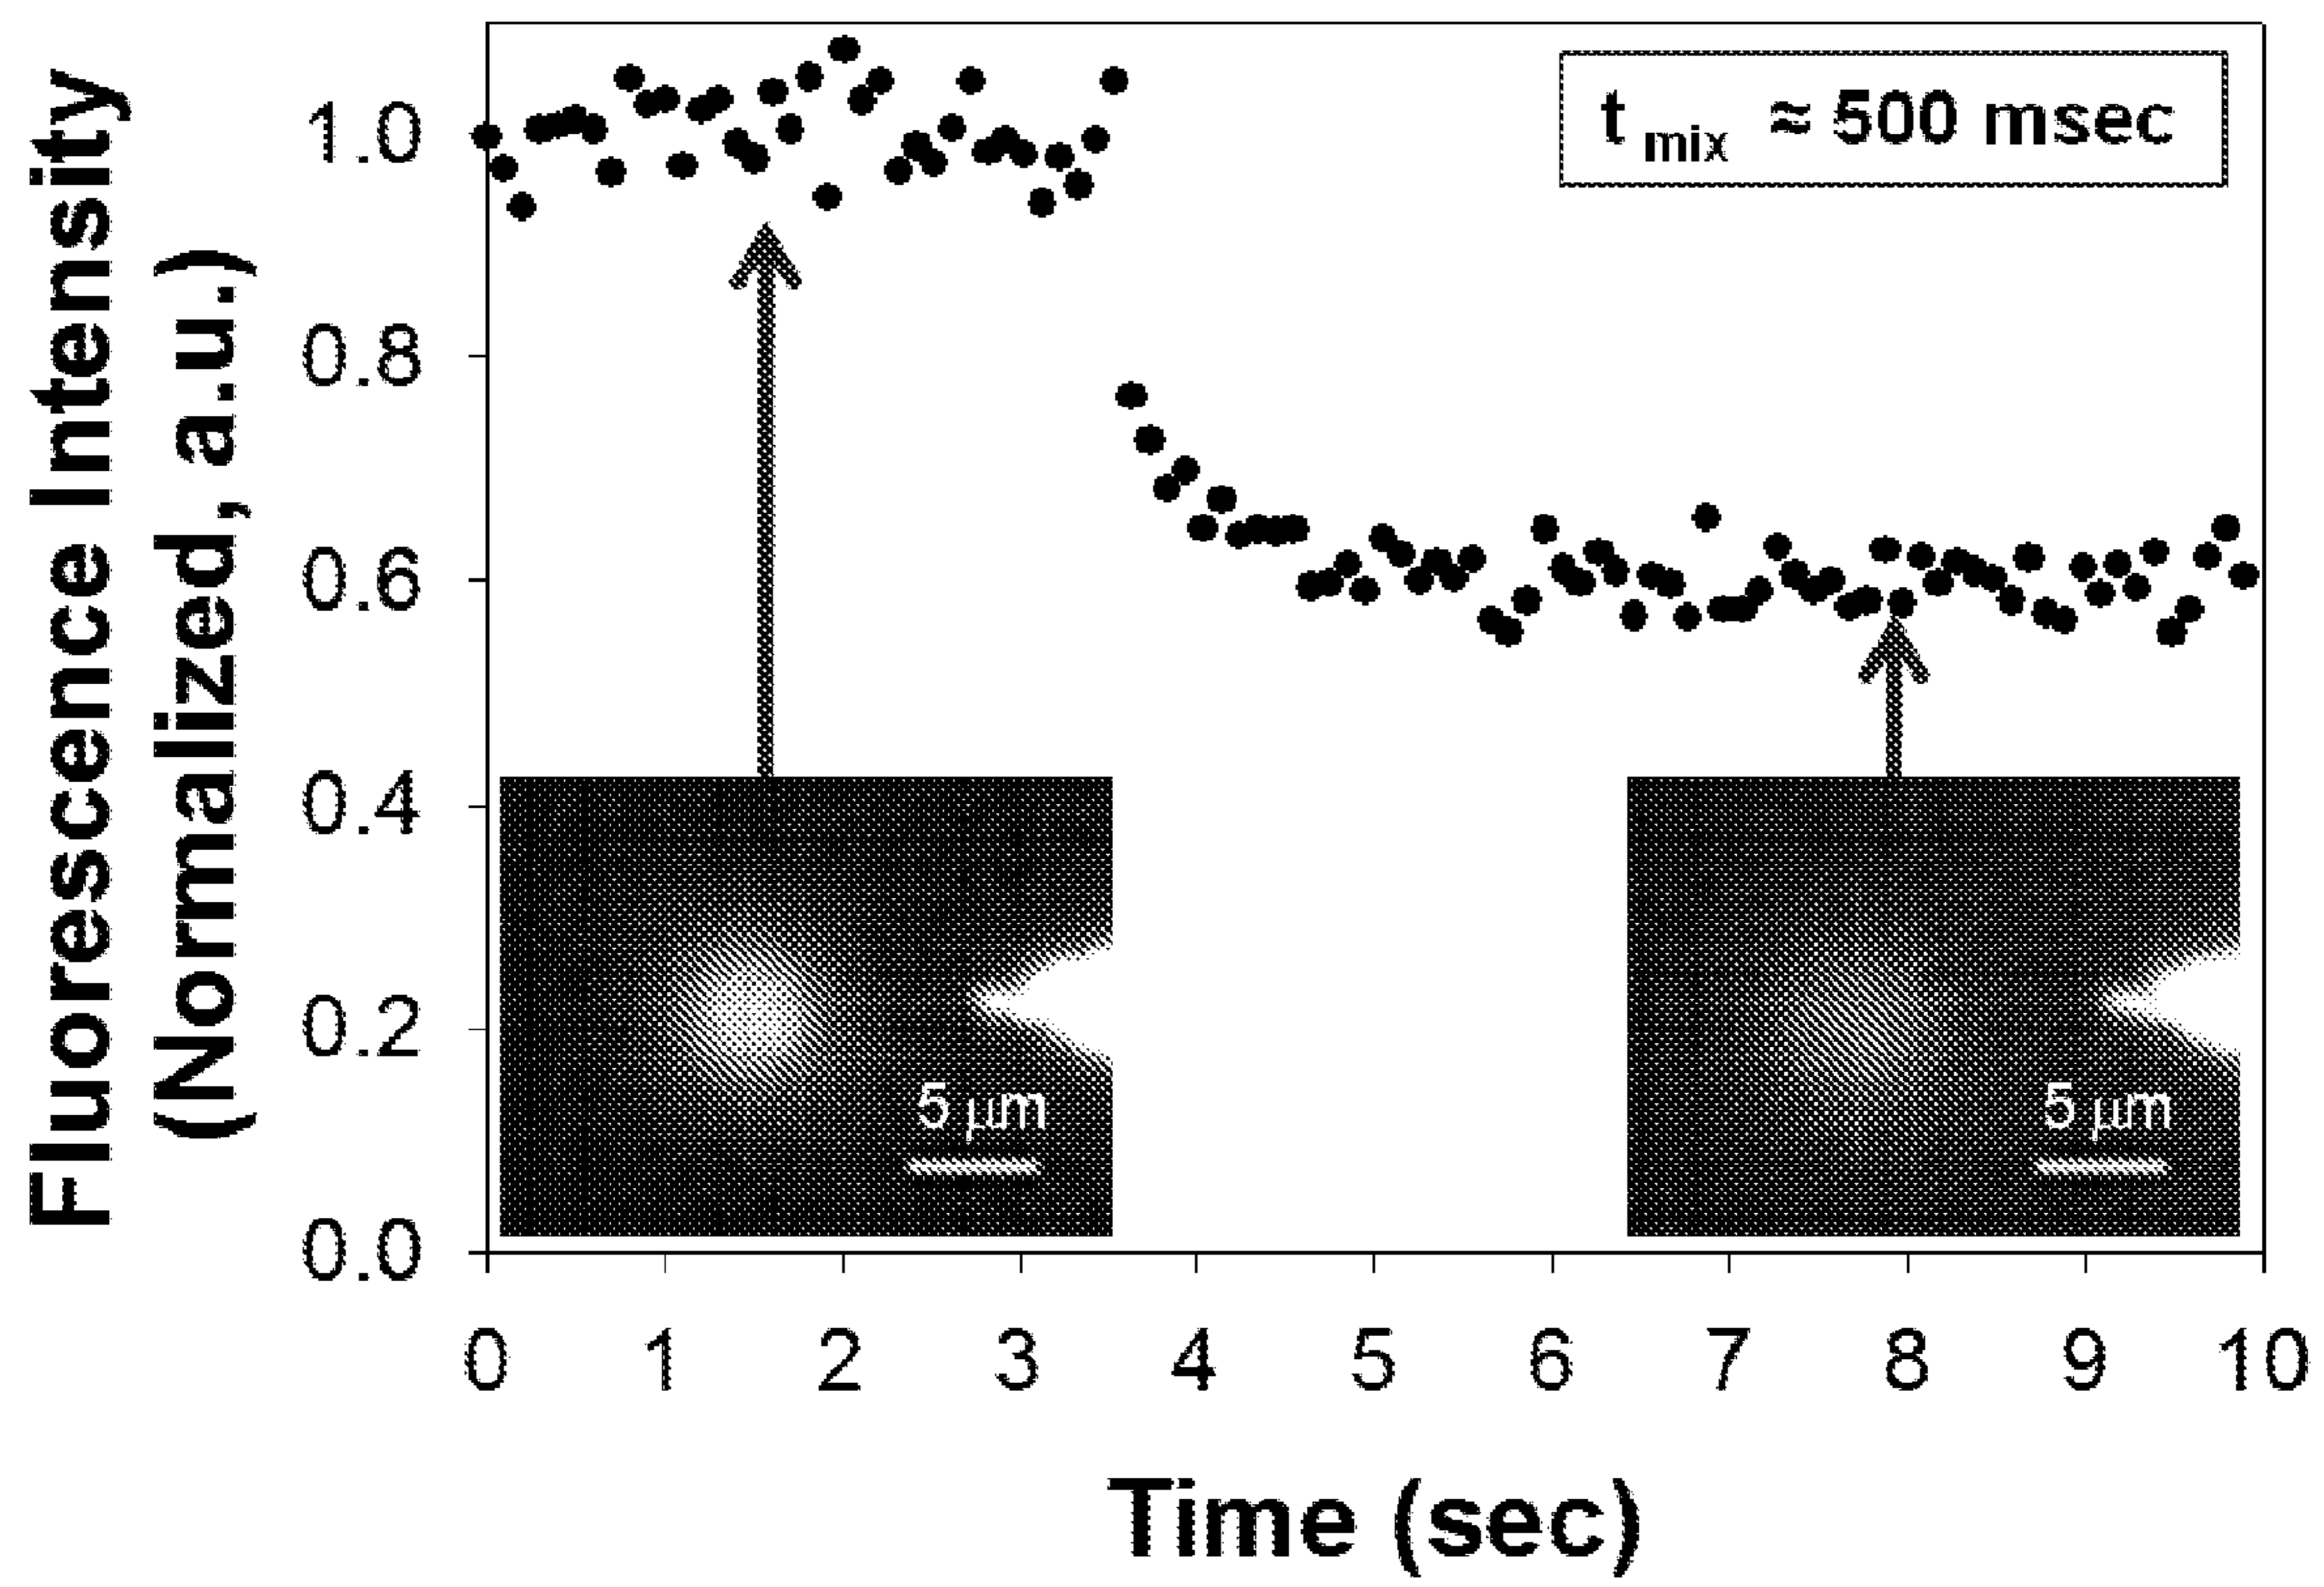 Fluorescence Intensity
(Normalized, a.u.)
1.0
0.8
0.6
0.4
0.2
0.0
t mix ≈ 500 msec
5 μm
5 μm
0 1 2 3 4 5 6 7 8 9 10
Time (sec)